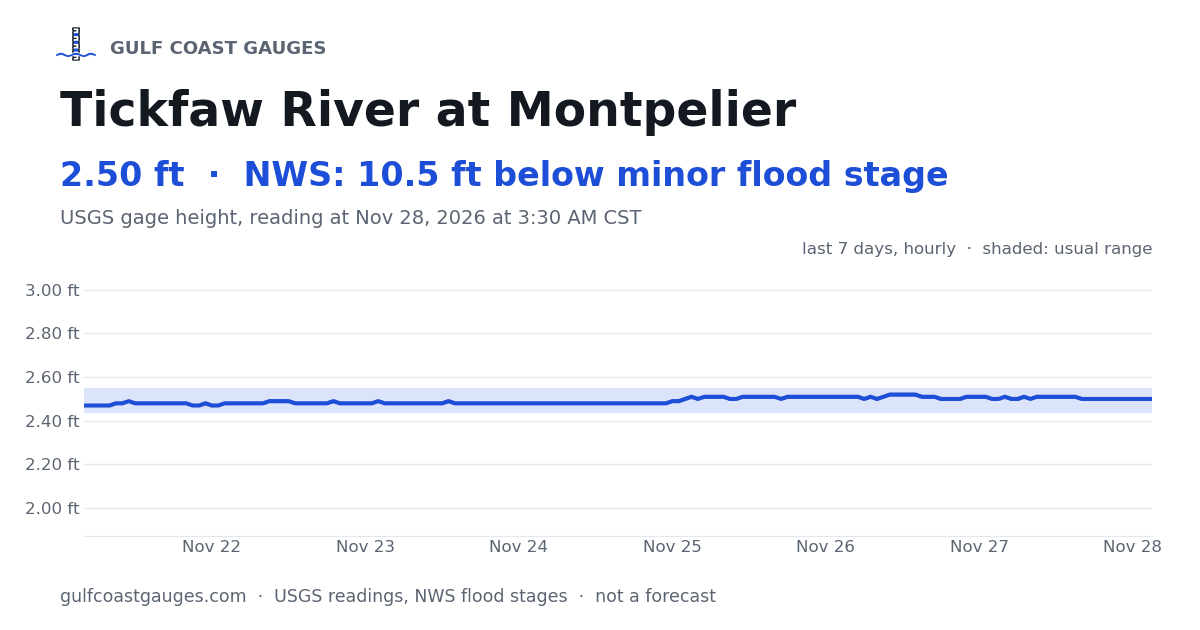 GULF COAST GAUGES
Tickfaw River at Montpelier
2.50 ft · NWS: 10.5 ft below minor flood stage
USGS gage height, reading at Nov 28, 2026 at 3:30 AM CST
last 7 days, hourly · shaded: usual range
3.00 ft
2.80 ft
2.60 ft
2.40 ft
2.20 ft
2.00 ft
Nov 22 Nov 23 Nov 24 Nov 25 Nov 26 Nov 27 Nov 28
gulfcoastgauges.com · USGS readings, NWS flood stages · not a forecast